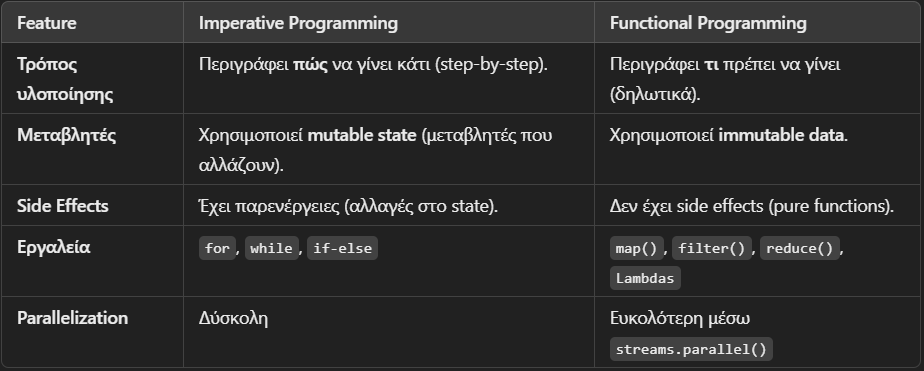 Feature Imperative Programming Functional Programming
Τρόπος υλοποίησης Περιγράφει πώς να γίνει κάτι (step-by-step). Περιγράφει τι πρέπει να γίνει (δηλωτικά).
Μεταβλητές Χρησιμοποιεί mutable state (μεταβλητές που αλλάζουν). Χρησιμοποιεί immutable data.
Side Effects Έχει παρενέργειες (αλλαγές στο state). Δεν έχει side effects (pure functions).
Εργαλεία for, while, if-else map(), filter(), reduce(), Lambdas
Parallelization Δύσκολη Ευκολότερη μέσω streams.parallel()